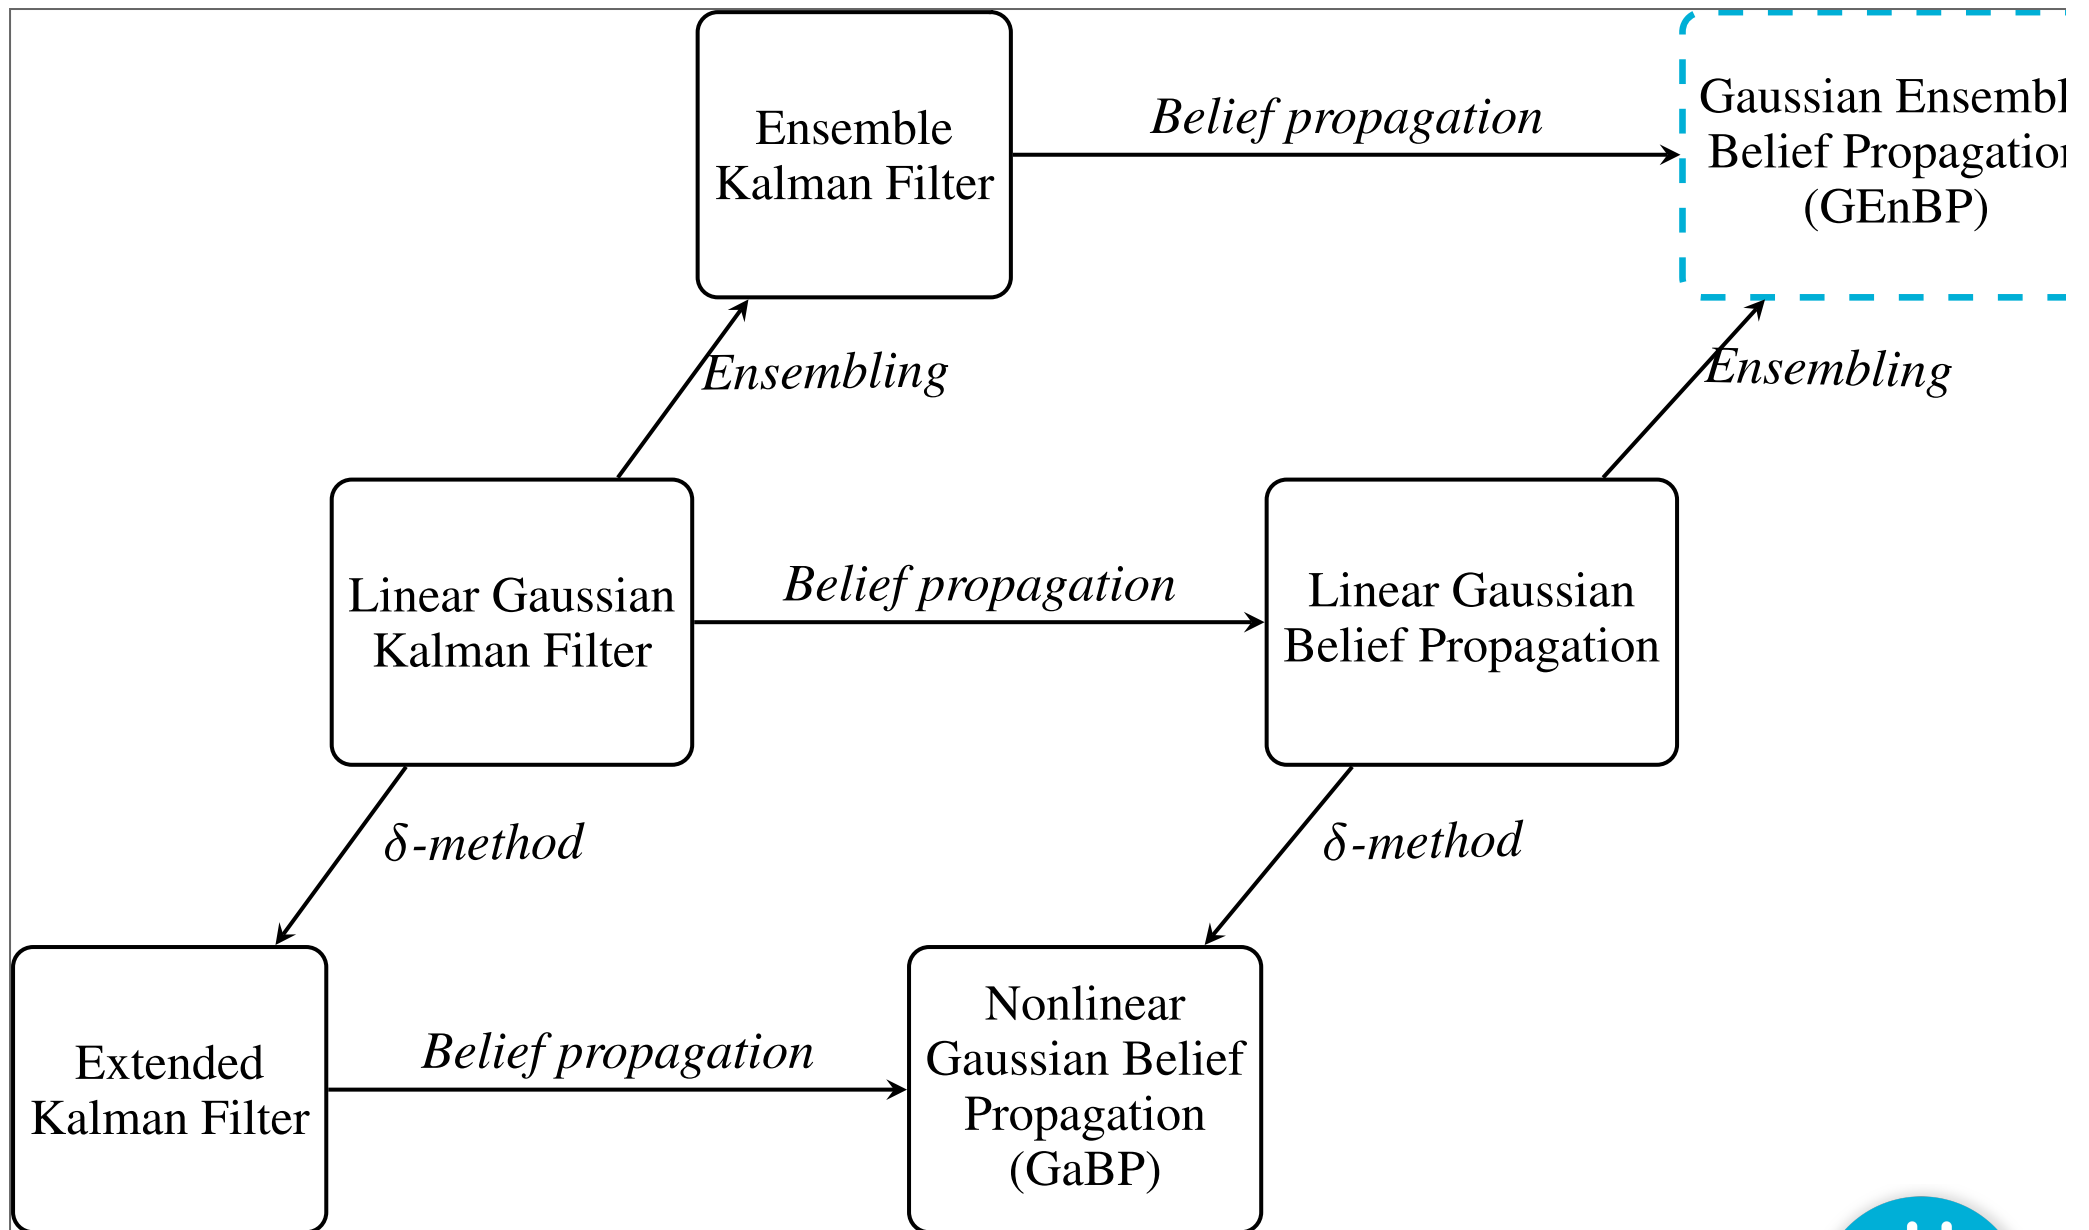 Ensemble
Kalman Filter
Belief propagation
Gaussian Ensembl
Belief Propagation
(GEnBP)
Ensembling
Ensembling
Linear Gaussian
Kalman Filter
Belief propagation
Linear Gaussian
Belief Propagation
δ-method
δ-method
Extended
Kalman Filter
Belief propagation
Nonlinear
Gaussian Belief
Propagation
(GaBP)